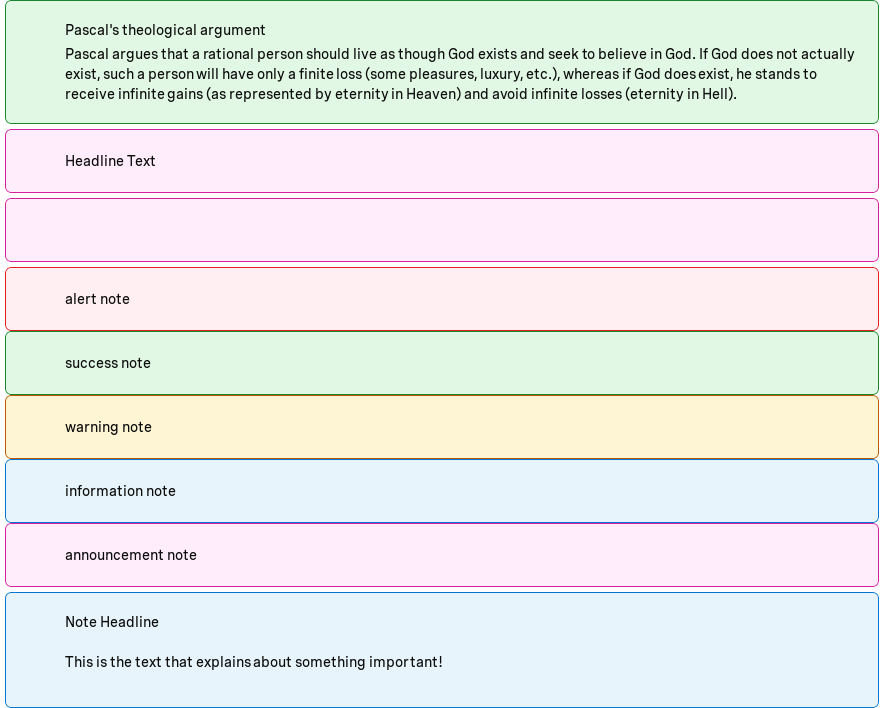 Pascal's theological argument
Pascal argues that a rational person should live as though God exists and seek to believe in God. If God does not actually
exist, such a person will have only a finite loss (some pleasures, luxury, etc.), whereas if God does exist, he stands to
receive infinite gains (as represented by eternity in Heaven) and avoid infinite losses (eternity in Hell).
Headline Text
alert note
success note
warning note
information note
announcement note
Note Headline
This is the text that explains about something important!